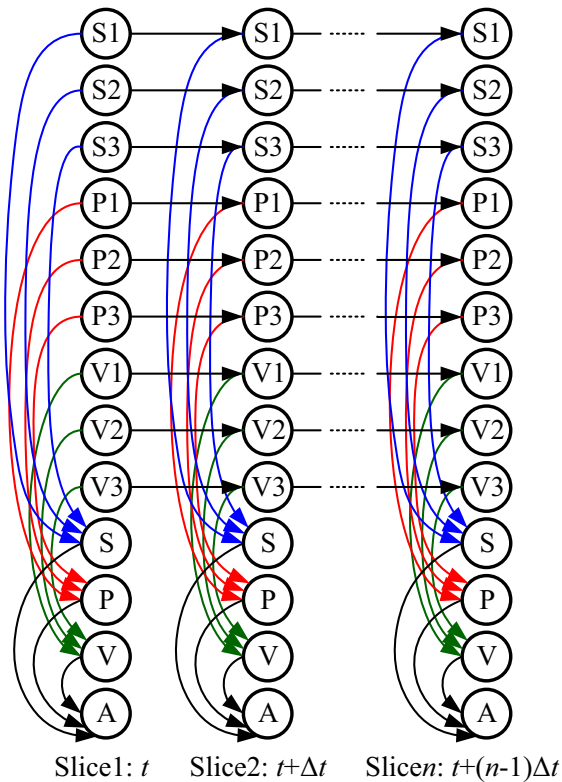 S1 S1 S1
S2 S2 S2
S3 S3 S3
P1 P1 P1
P2 P2 P2
P3 P3 P3
V1 V1 V1
V2 V2 V2
V3 V3 V3
S S S
P P P
V V V
A A A
Slice1: t Slice2: t+Δt Slicen: t+(n-1)Δt